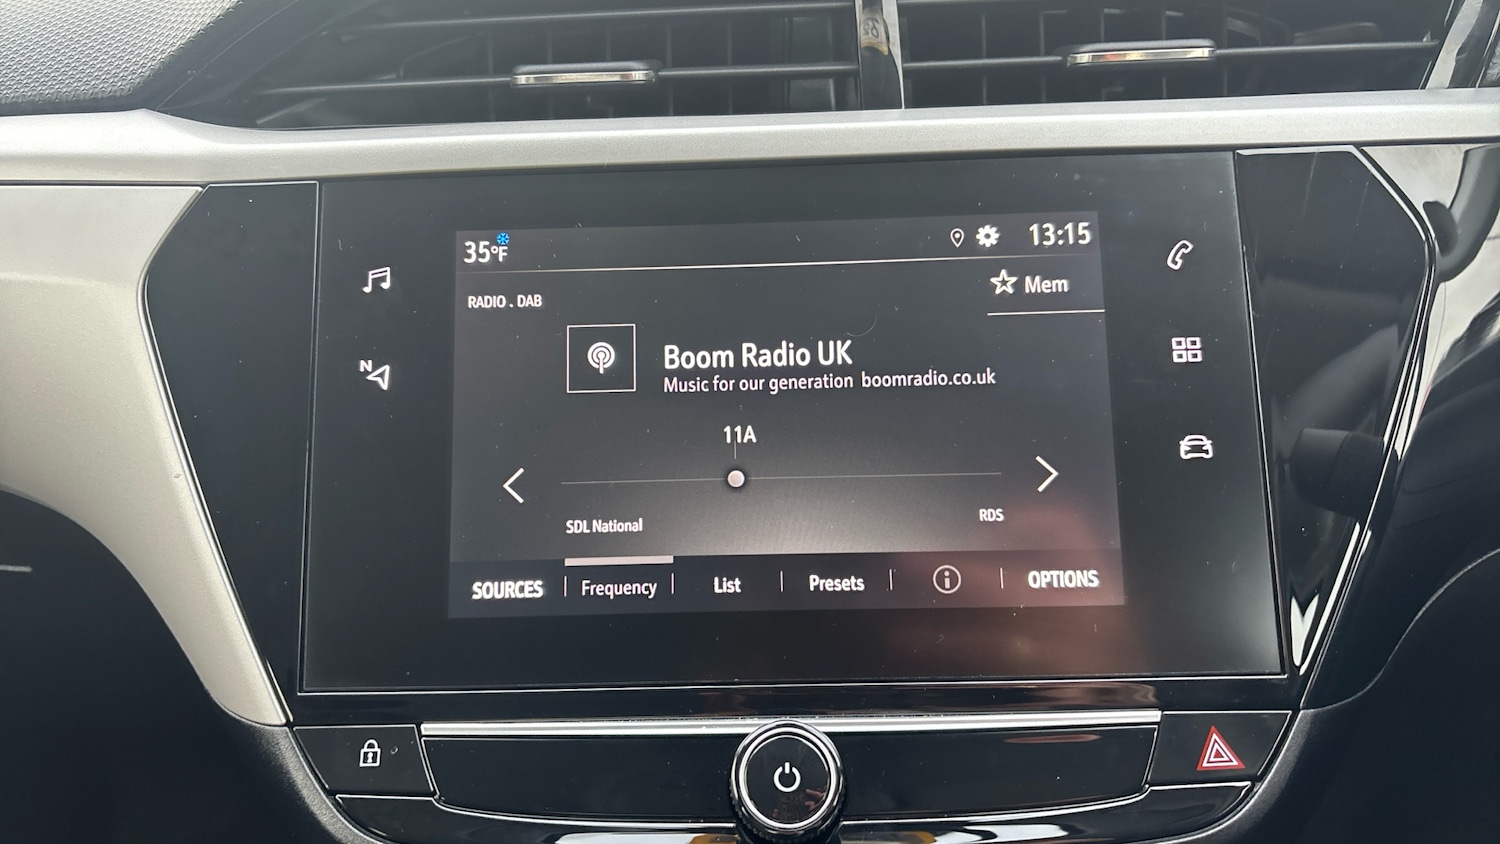 35°F
13:15
Mem
RADIO . DAB
N
Boom Radio UK
Music for our generation boomradio.co.uk
11A
SDL National
RDS
SOURCES
Frequency
List
Presets
OPTIONS